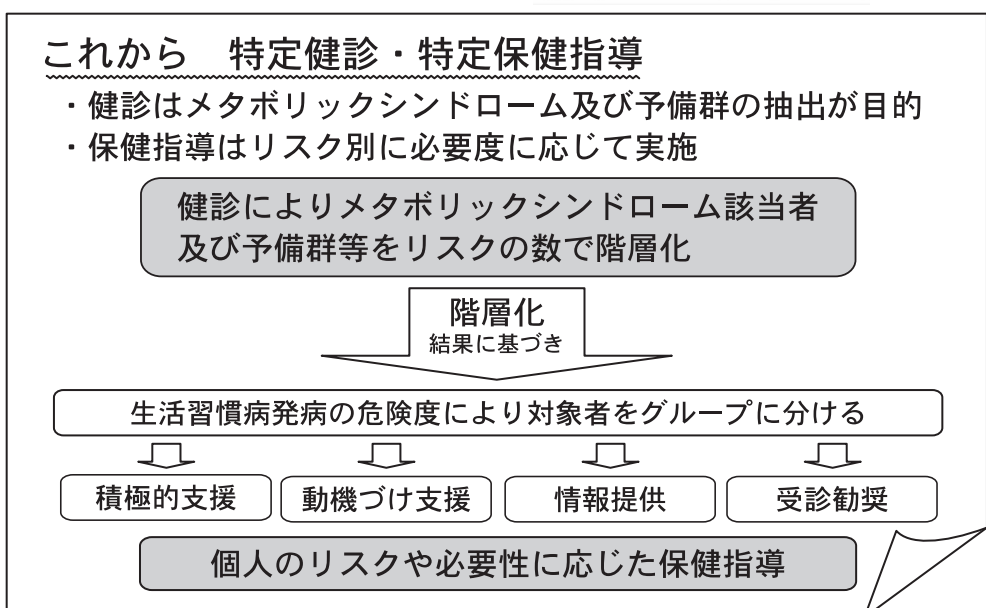 これから　特定健診・特定保健指導
・健診はメタボリックシンドローム及び予備群の抽出が目的
・保健指導はリスク別に必要度に応じて実施
健診によりメタボリックシンドローム該当者
及び予備群等をリスクの数で階層化
階層化
結果に基づき
生活習慣病発病の危険度により対象者をグループに分ける
積極的支援
動機づけ支援
情報提供
受診勧奨
個人のリスクや必要性に応じた保健指導